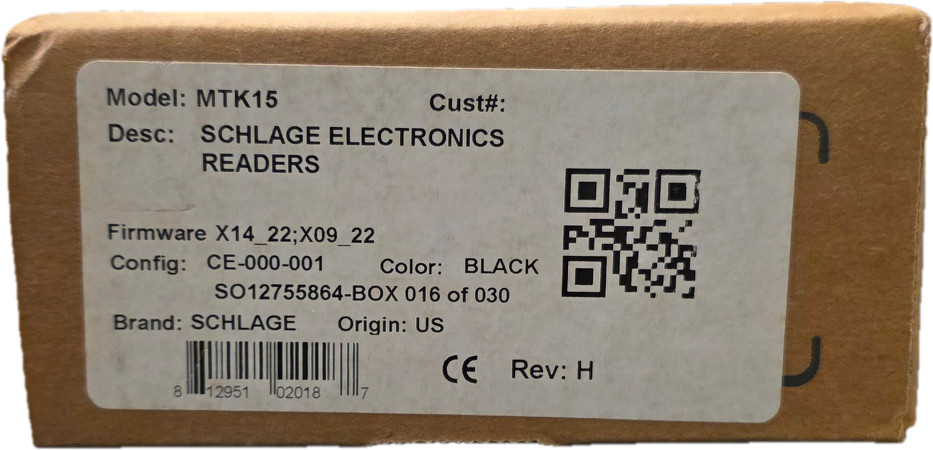 Model: MTK15 Cust#:
Desc: SCHLAGE ELECTRONICS
READERS
Firmware X14_22;X09_22
Config: CE-000-001 Color: BLACK
SO12755864-BOX 016 of 030
Brand: SCHLAGE Origin: US
CE Rev: H
8 12951 02018 7